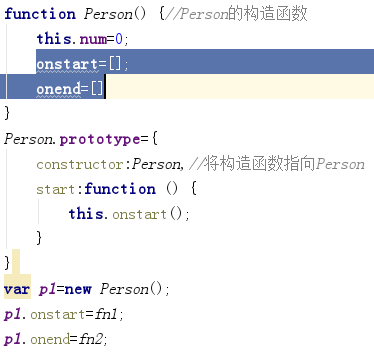 function Person() {//Person的构造函数
this.num=0;
onstart=[];
onend=[]
}
Person.prototype={
constructor:Person,//将构造函数指向Person
start:function () {
this.onstart();
}
}
var p1=new Person();
p1.onstart=fn1;
p1.onend=fn2;